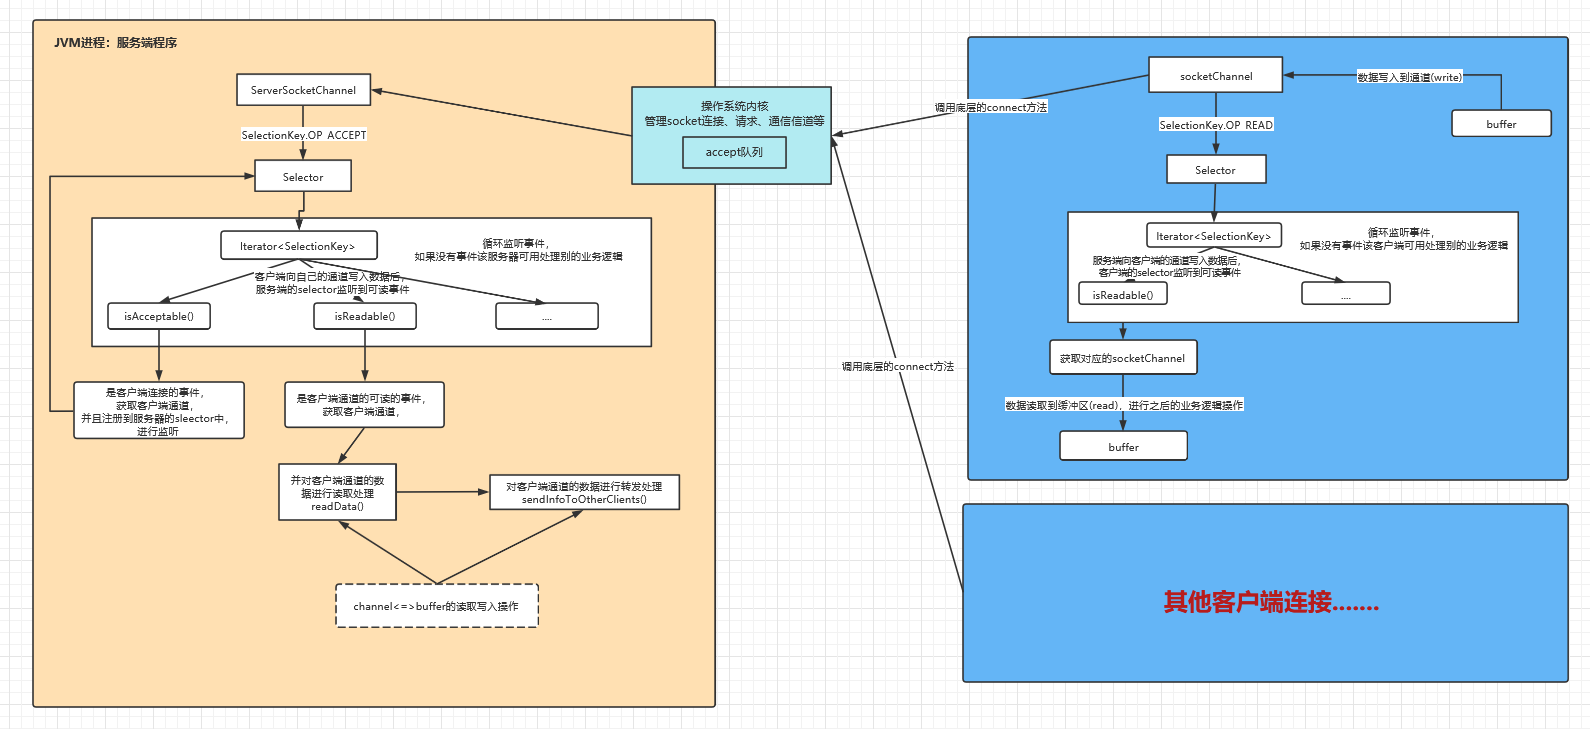 JVM进程：服务端程序
ServerSocketChannel
SelectionKey.OP_ACCEPT
Selector
Iterator<SelectionKey>
循环监听事件，
如果没有事件该服务器可用处理别的业务逻辑
客户端向自己的通道写入数据后，
服务端的selector监听到可读事件
isAcceptable()
isReadable()
....
是客户端连接的事件，
获取客户端通道，
并且注册到服务器的sleector中，
进行监听
是客户端通道的可读的事件，
获取客户端通道，
并对客户端通道的数
据进行读取处理
readData()
对客户端通道的数据进行转发处理
sendInfoToOtherClients()
channel<=>buffer的读取写入操作
操作系统内核
管理socket连接、请求、通信信道等
accept队列
调用底层的connect方法
调用底层的connect方法
socketChannel
数据写入到通道(write)
buffer
SelectionKey.OP_READ
Selector
Iterator<SelectionKey>
循环监听事件，
如果没有事件该客户端可用处理别的业务逻辑
服务端向客户端的通道写入数据后，
客户端的selector监听到可读事件
isReadable()
....
获取对应的socketChannel
数据读取到缓冲区(read)，进行之后的业务逻辑操作
buffer
其他客户端连接.......